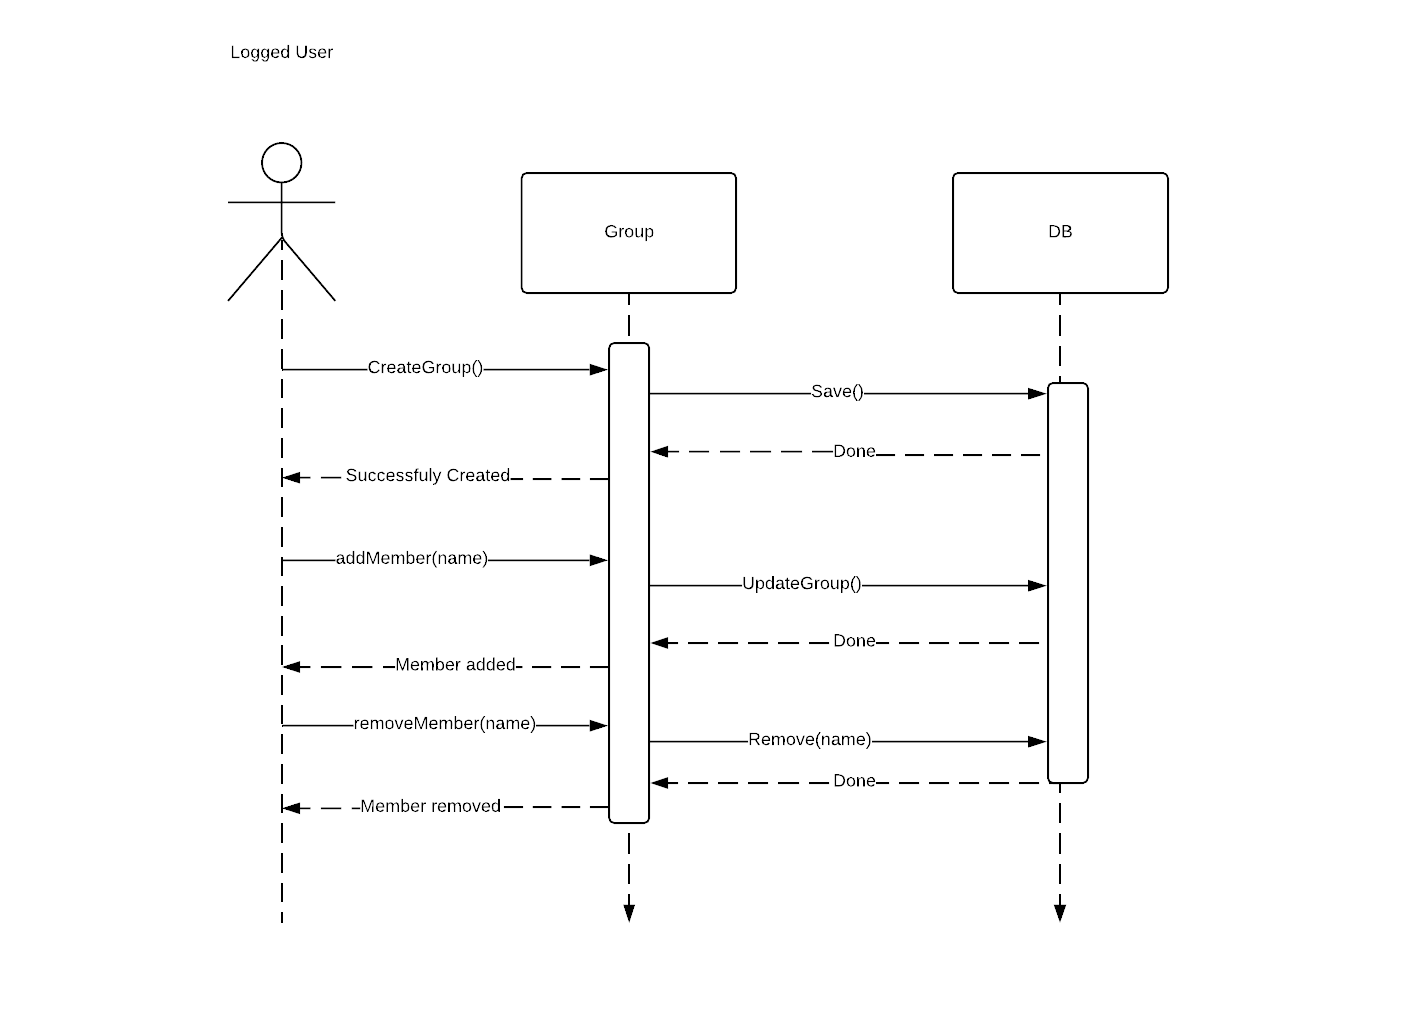 Logged User
Group
DB
CreateGroup()
Save()
Done
Successfuly Created
addMember(name)
UpdateGroup()
Done
Member added
removeMember(name)
Remove(name)
Done
Member removed